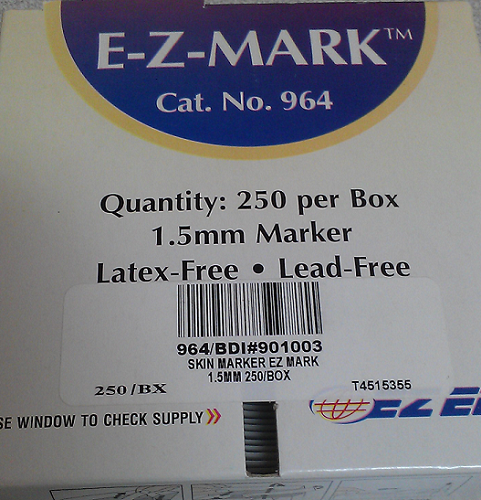 E-Z-MARK™
Cat. No. 964
Quantity: 250 per Box
1.5mm Marker
Latex-Free • Lead-Free
964/BDI#901003
SKIN MARKER EZ MARK
1.5MM 250/BOX
250/BX
T4515355
SE WINDOW TO CHECK SUPPLY »
EZ E